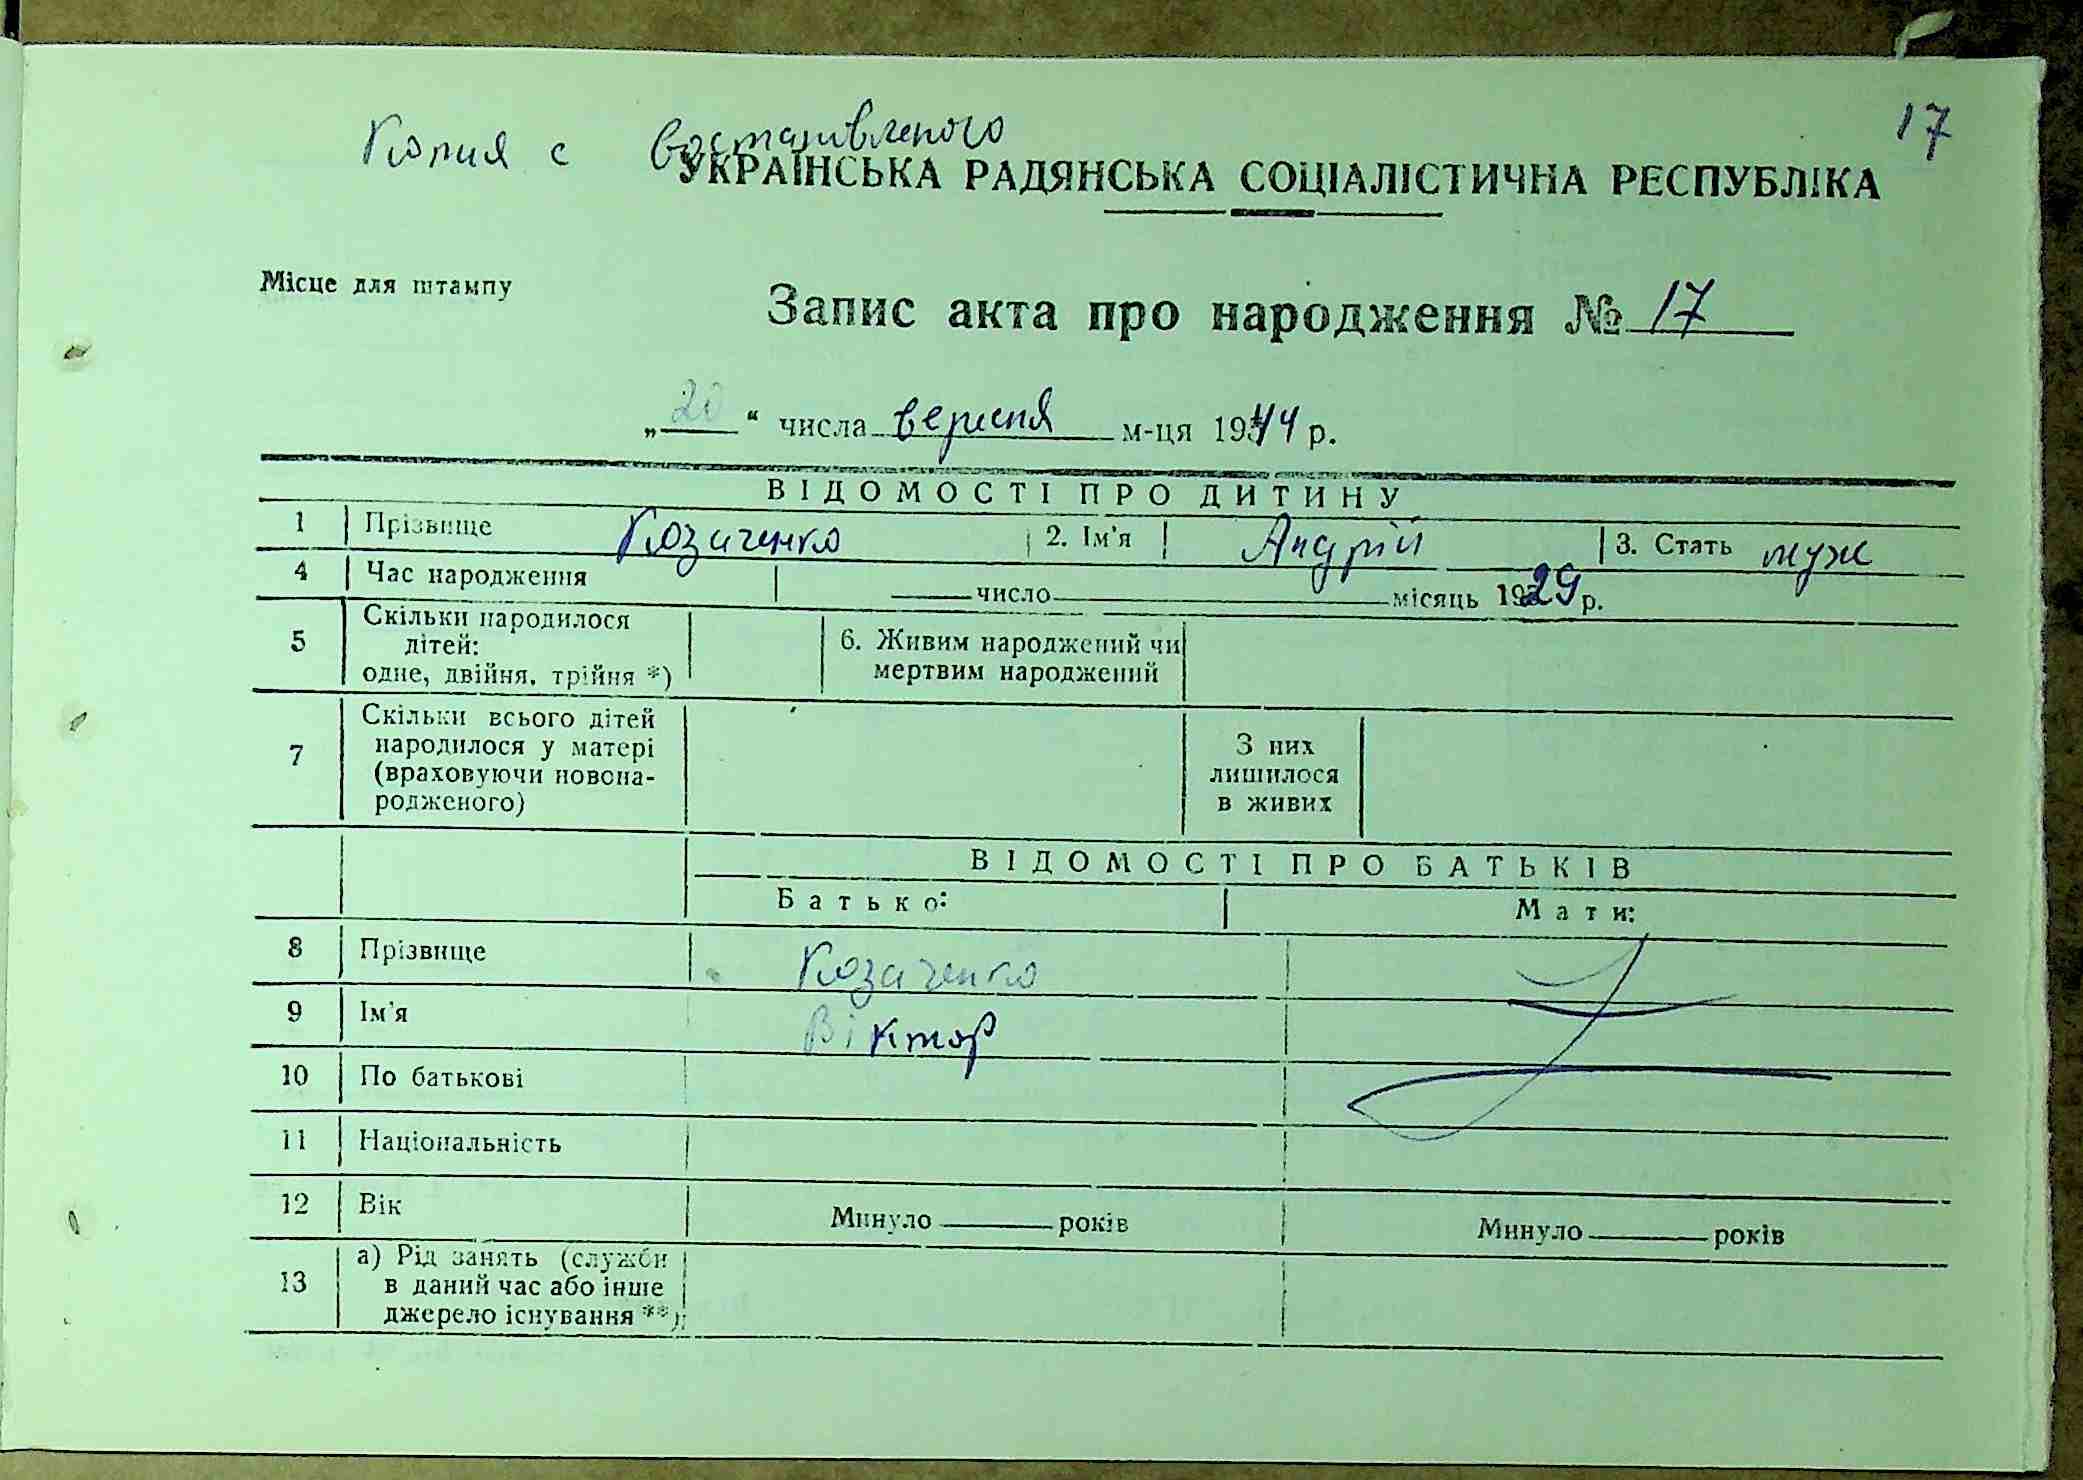 17
Копия с востановленого
УКРАЇНСЬКА РАДЯНСЬКА СОЦІАЛІСТИЧНА РЕСПУБЛІКА
Місце для штампу
Запис акта про народження № 17
„20“ числа вересня м-ця 1944 р.
ВІДОМОСТІ ПРО ДИТИНУ
1 Прізвище Козаченко 2. Ім'я Андрій 3. Стать муж
4 Час народження число місяць 1929 р.
5 Скільки народилося дітей: одне, двійня, трійня *) 6. Живим народжений чи мертвим народжений
7 Скільки всього дітей народилося у матері (враховуючи новона-родженого) З них лишилося в живих
ВІДОМОСТІ ПРО БАТЬКІВ
Батько: Мати:
8 Прізвище Козаченко
9 Ім'я Віктор
10 По батькові
11 Національність
12 Вік Минуло років Минуло років
13 а) Рід занять (служби в даний час або інше джерело існування **)